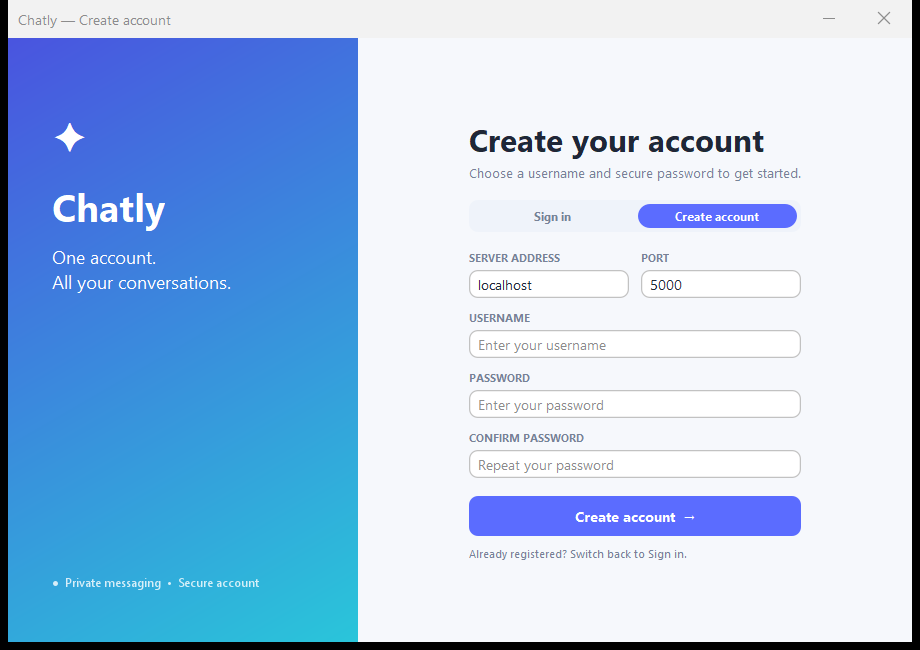 Chatly — Create account
Chatly
One account.
All your conversations.
• Private messaging • Secure account
Create your account
Choose a username and secure password to get started.
Sign in
Create account
SERVER ADDRESS
PORT
localhost
5000
USERNAME
Enter your username
PASSWORD
Enter your password
CONFIRM PASSWORD
Repeat your password
Create account →
Already registered? Switch back to Sign in.